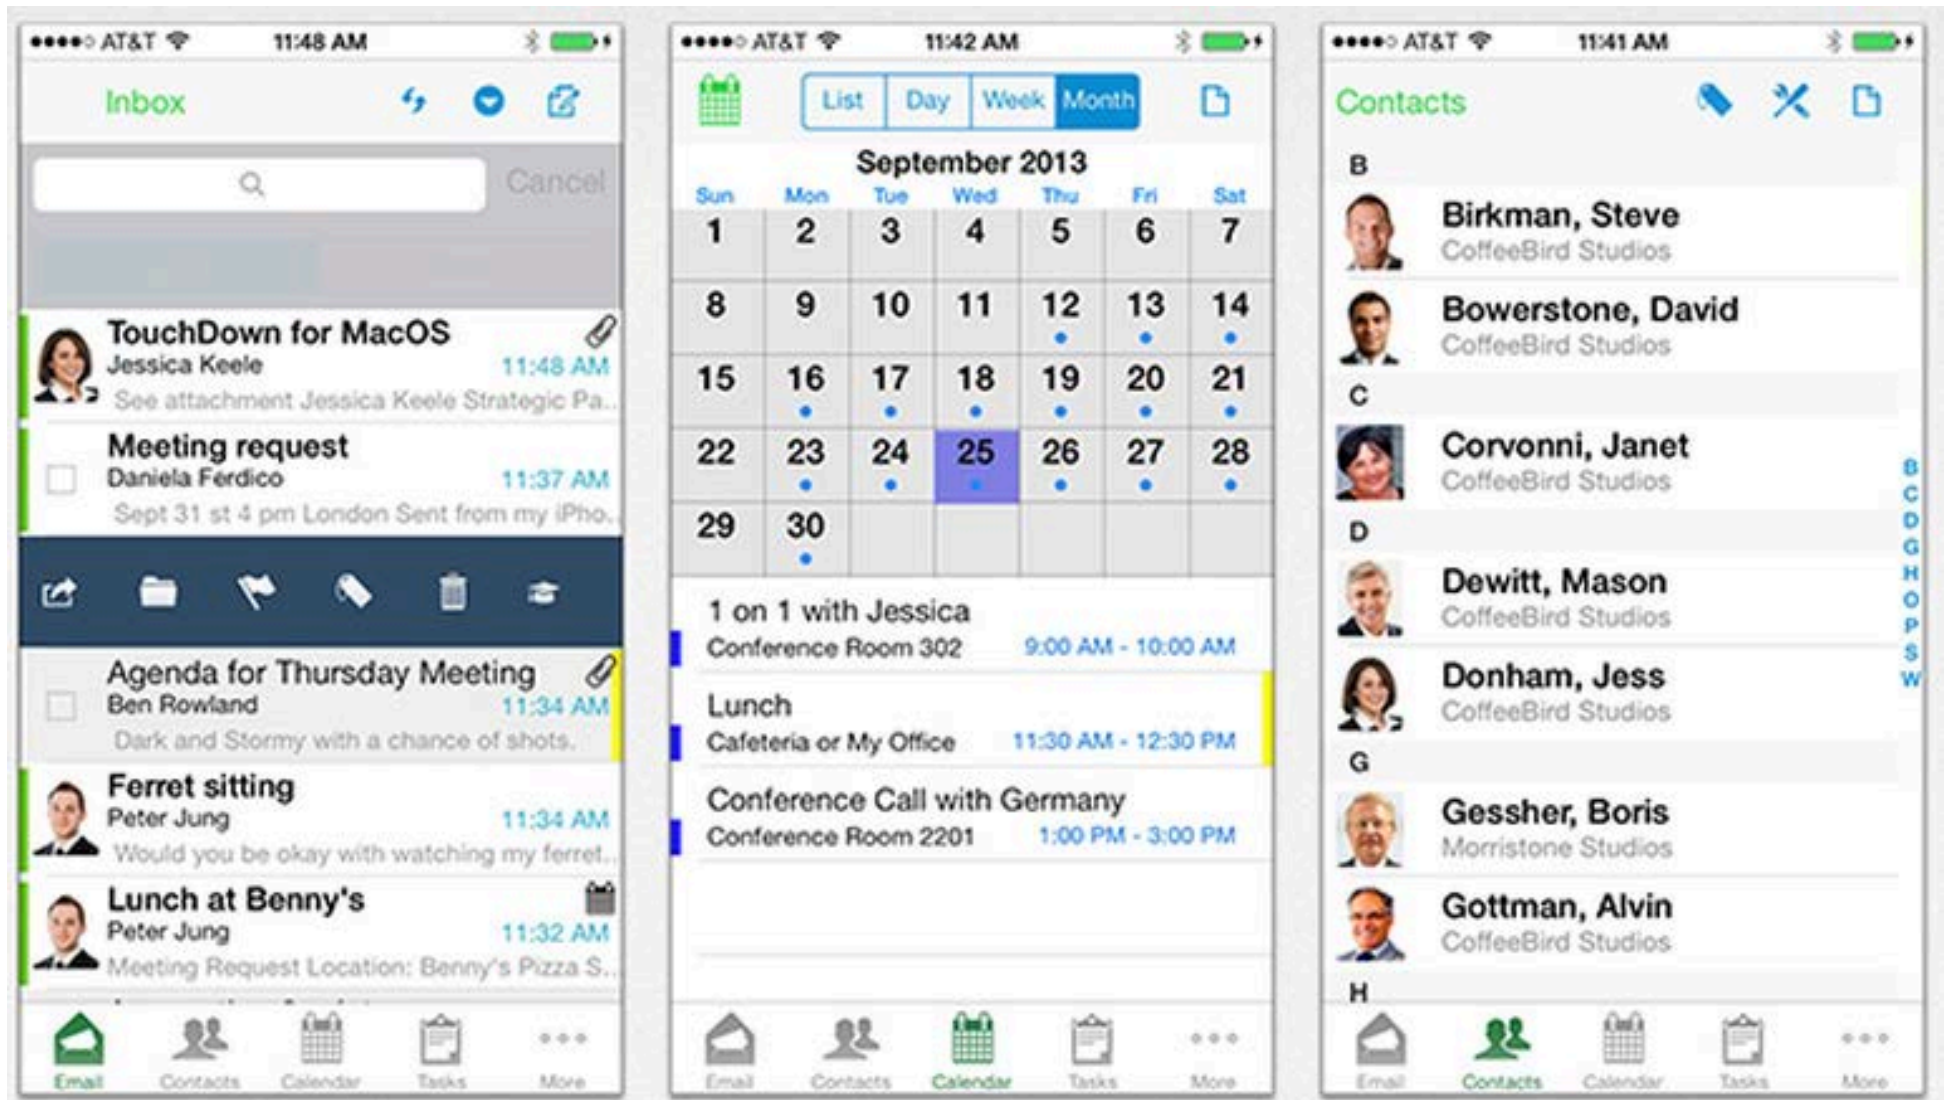 AT&T 11:48 AM
Inbox
Cancel
TouchDown for MacOS
Jessica Keele 11:48 AM
See attachment Jessica Keele Strategic Pa..
Meeting request
Daniela Ferdico 11:37 AM
Sept 31 st 4 pm London Sent from my iPho..
Agenda for Thursday Meeting
Ben Rowland 11:34 AM
Dark and Stormy with a chance of shots.
Ferret sitting
Peter Jung 11:34 AM
Would you be okay with watching my ferret..
Lunch at Benny's
Peter Jung 11:32 AM
Meeting Request Location: Benny's Pizza S...
Email Contacts Calendar Tasks More
AT&T 11:42 AM
List Day Week Month
September 2013
Sun Mon Tue Wed Thu Fri Sat
1 2 3 4 5 6 7
8 9 10 11 12 13 14
15 16 17 18 19 20 21
22 23 24 25 26 27 28
29 30
1 on 1 with Jessica
Conference Room 302 9:00 AM - 10:00 AM
Lunch
Cafeteria or My Office 11:30 AM - 12:30 PM
Conference Call with Germany
Conference Room 2201 1:00 PM - 3:00 PM
Email Contacts Calendar Tasks More
AT&T 11:41 AM
Contacts
B
Birkman, Steve
CoffeeBird Studios
Bowerstone, David
CoffeeBird Studios
C
Corvonni, Janet
CoffeeBird Studios
D
Dewitt, Mason
CoffeeBird Studios
Donham, Jess
CoffeeBird Studios
G
Gessher, Boris
Morristone Studios
Gottman, Alvin
CoffeeBird Studios
H
B
C
D
G
H
O
P
S
W
Email Contacts Calendar Tasks More